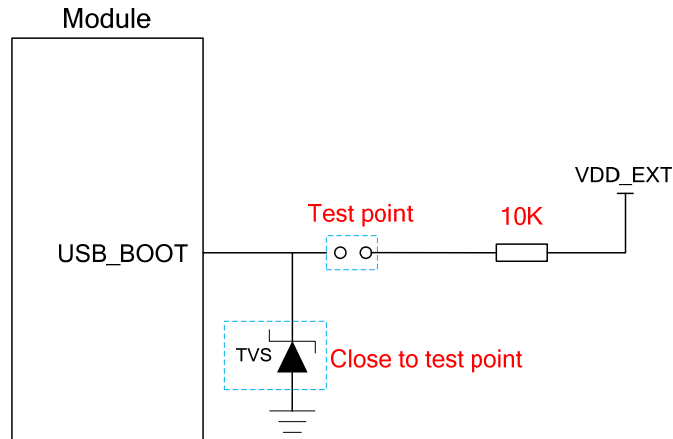 Module
VDD_EXT
Test point
10K
USB_BOOT
TVS
Close to test point